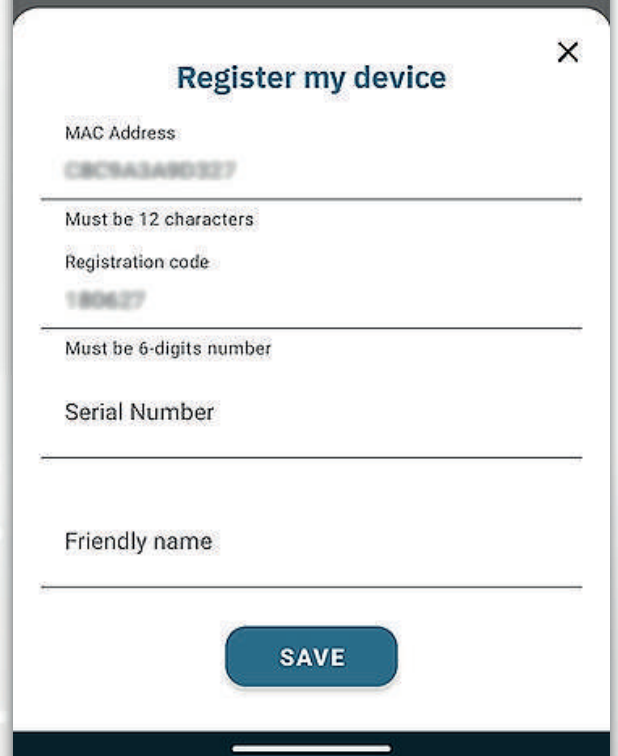 Register my device
MAC Address
Must be 12 characters
Registration code
Must be 6-digits number
Serial Number
Friendly name
SAVE